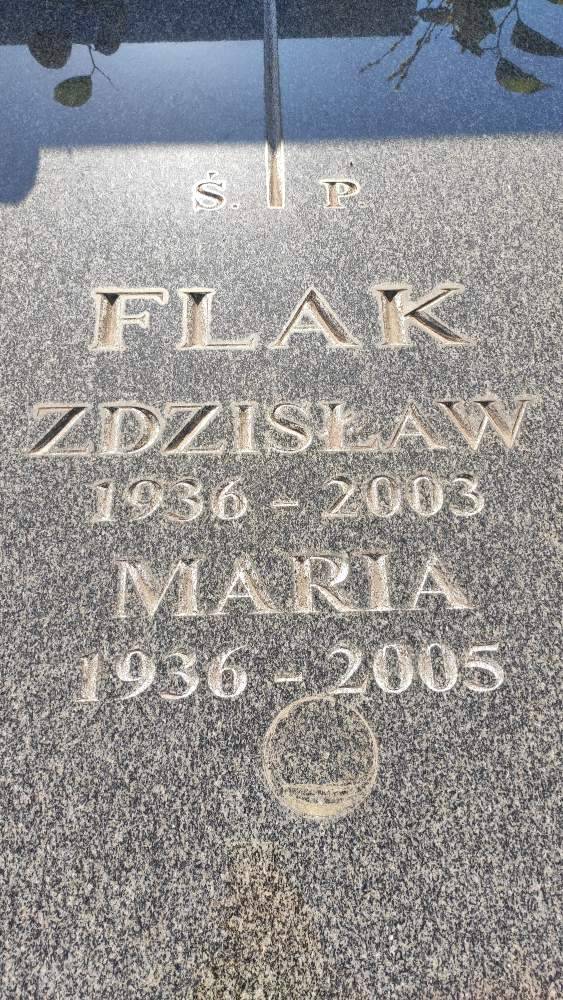 Ś. P
FLAK
ZDZISŁAW
1936 - 2003
MARIA
1936 - 2005